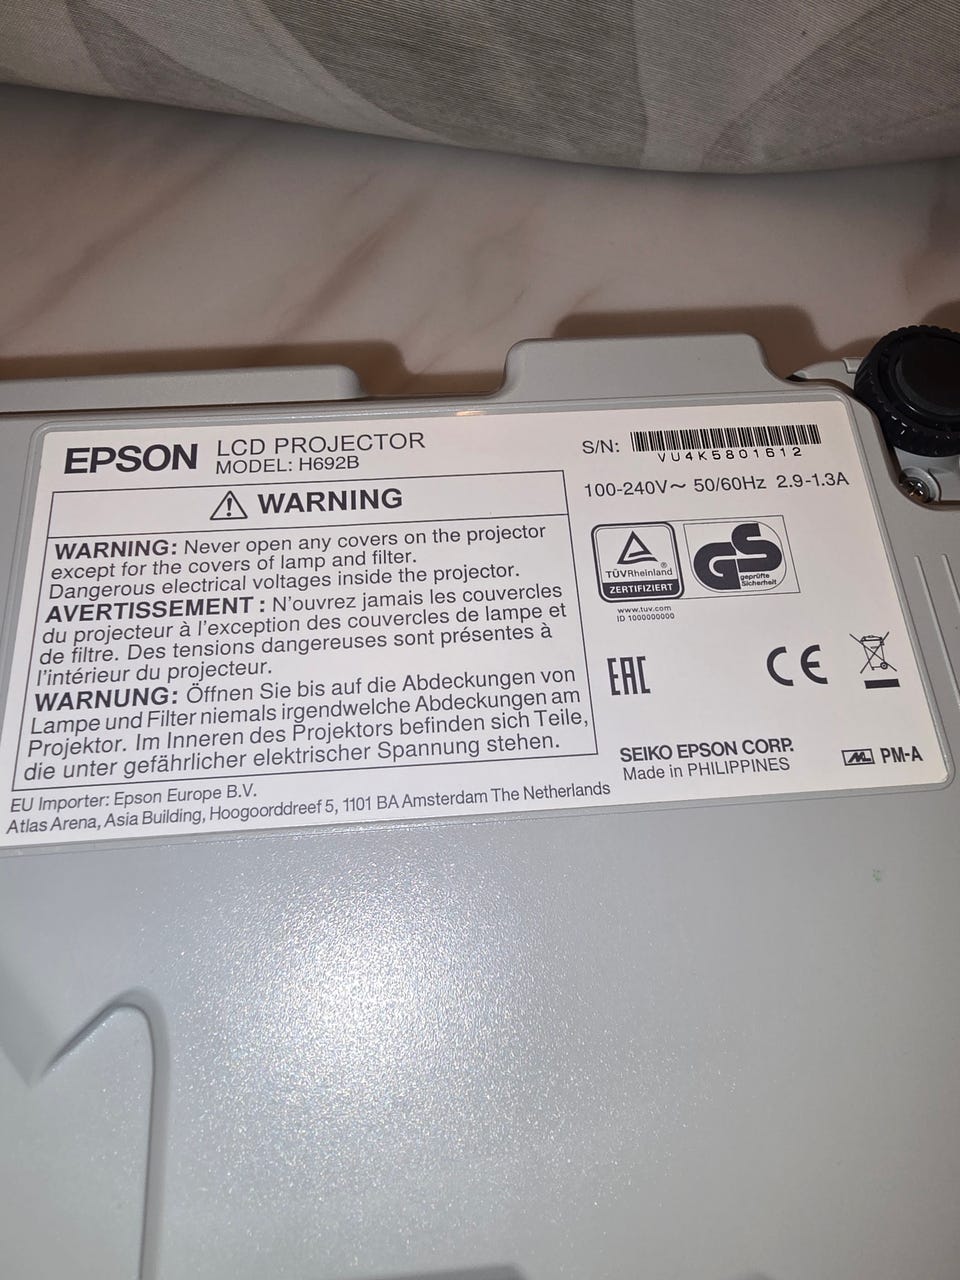 EPSON LCD PROJECTOR
MODEL: H692B
WARNING
WARNING: Never open any covers on the projector
except for the covers of lamp and filter.
Dangerous electrical voltages inside the projector.
AVERTISSEMENT : N'ouvrez jamais les couvercles
du projecteur à l'exception des couvercles de lampe et
de filtre. Des tensions dangereuses sont présentes à
l'intérieur du projecteur.
WARNUNG: Öffnen Sie bis auf die Abdeckungen von
Lampe und Filter niemals irgendwelche Abdeckungen am
Projektor. Im Inneren des Projektors befinden sich Teile,
die unter gefährlicher elektrischer Spannung stehen.
EU Importer: Epson Europe B.V.
Atlas Arena, Asia Building, Hoogoorddreef 5, 1101 BA Amsterdam The Netherlands
S/N:
VU4K5801612
100-240V~ 50/60Hz 2.9-1.3A
TÜVRheinland®
ZERTIFIZIERT
www.tuv.com
ID 1000000000
GS
geprüfte
Sicherheit
EAC
CE
SEIKO EPSON CORP.
Made in PHILIPPINES
ML PM-A